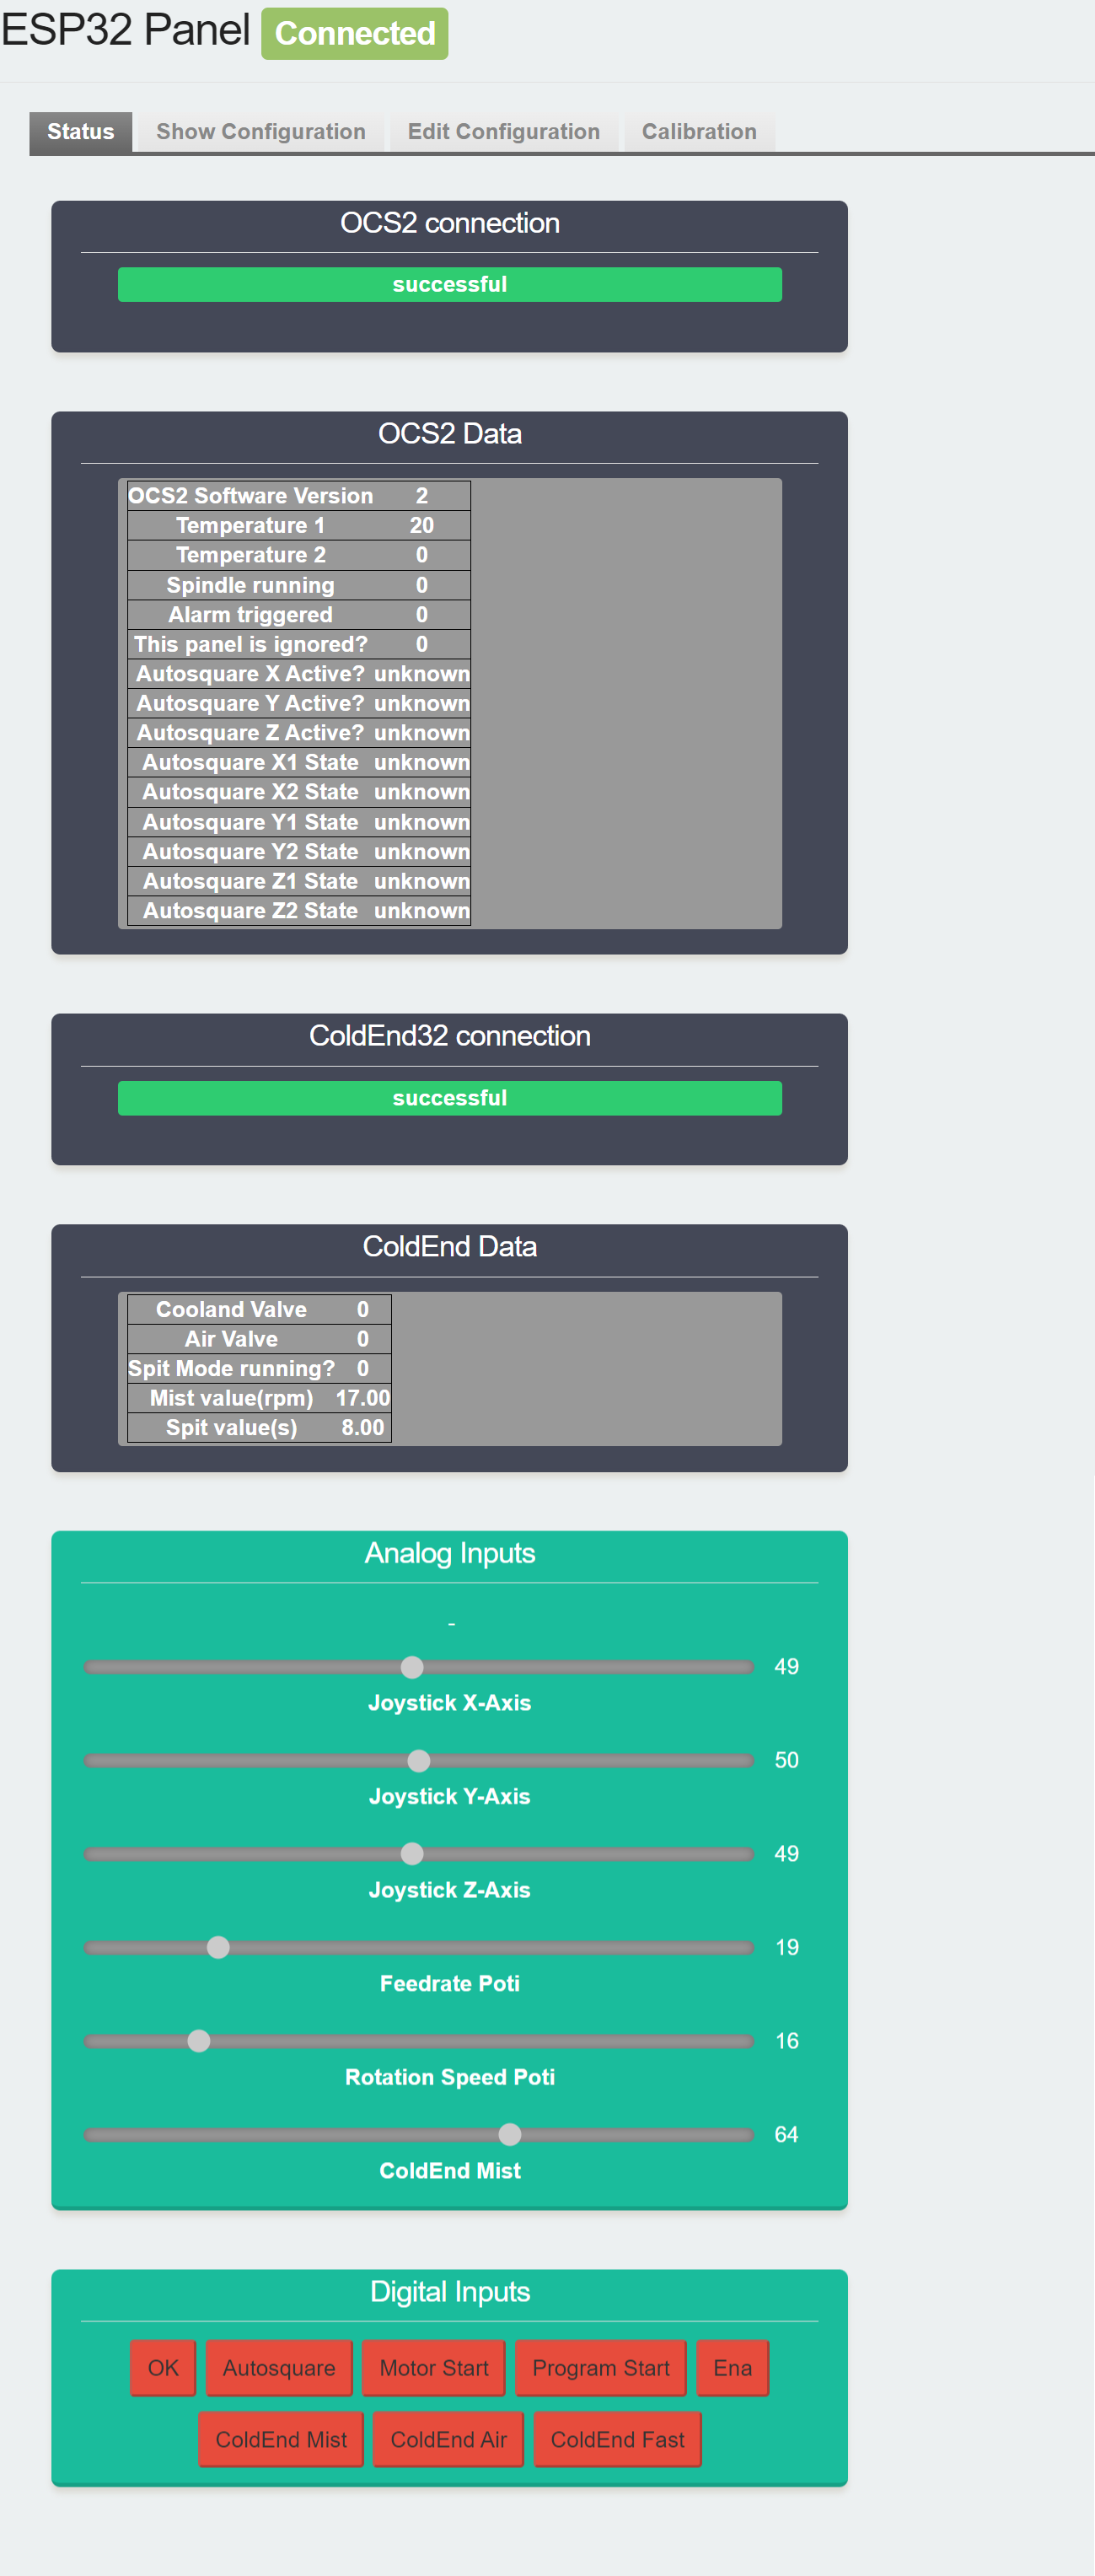 ESP32 Panel Connected
Status Show Configuration Edit Configuration Calibration
OCS2 connection
successful
OCS2 Data
OCS2 Software Version 2
Temperature 1 20
Temperature 2 0
Spindle running 0
Alarm triggered 0
This panel is ignored? 0
Autosquare X Active? unknown
Autosquare Y Active? unknown
Autosquare Z Active? unknown
Autosquare X1 State unknown
Autosquare X2 State unknown
Autosquare Y1 State unknown
Autosquare Y2 State unknown
Autosquare Z1 State unknown
Autosquare Z2 State unknown
ColdEnd32 connection
successful
ColdEnd Data
Cooland Valve 0
Air Valve 0
Spit Mode running? 0
Mist value(rpm) 17.00
Spit value(s) 8.00
Analog Inputs
-
49
Joystick X-Axis
50
Joystick Y-Axis
49
Joystick Z-Axis
19
Feedrate Poti
16
Rotation Speed Poti
64
ColdEnd Mist
Digital Inputs
OK Autosquare Motor Start Program Start Ena
ColdEnd Mist ColdEnd Air ColdEnd Fast